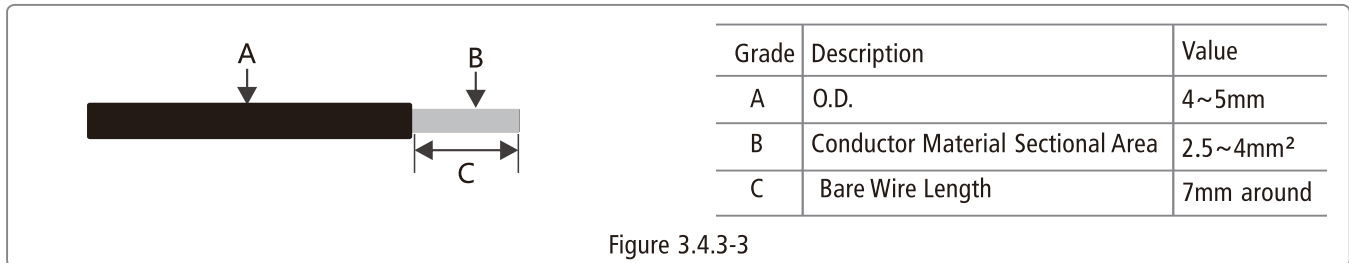 A
B
C
Grade Description Value
A O.D. 4~5mm
B Conductor Material Sectional Area 2.5~4mm²
C Bare Wire Length 7mm around
Figure 3.4.3-3